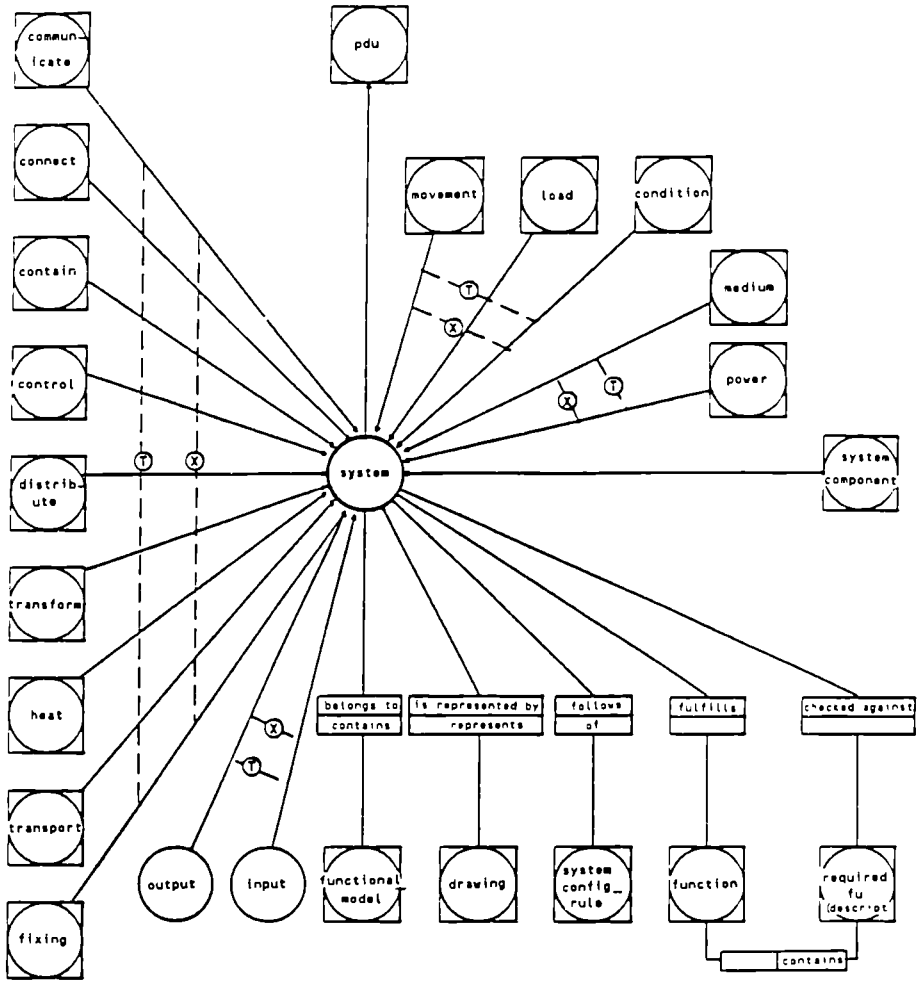 commun-
icate
pdu
connect
movement
load
condition
contain
medium
control
power
T
X
X
T
T
X
system
system
component
distrib-
ute
transform
heat
belongs to
contains
is represented by
represents
follows
of
fulfills
checked against
X
T
transport
output
input
functional
model
drawing
system
config_
rule
function
required
fu
(descript
fixing
contains